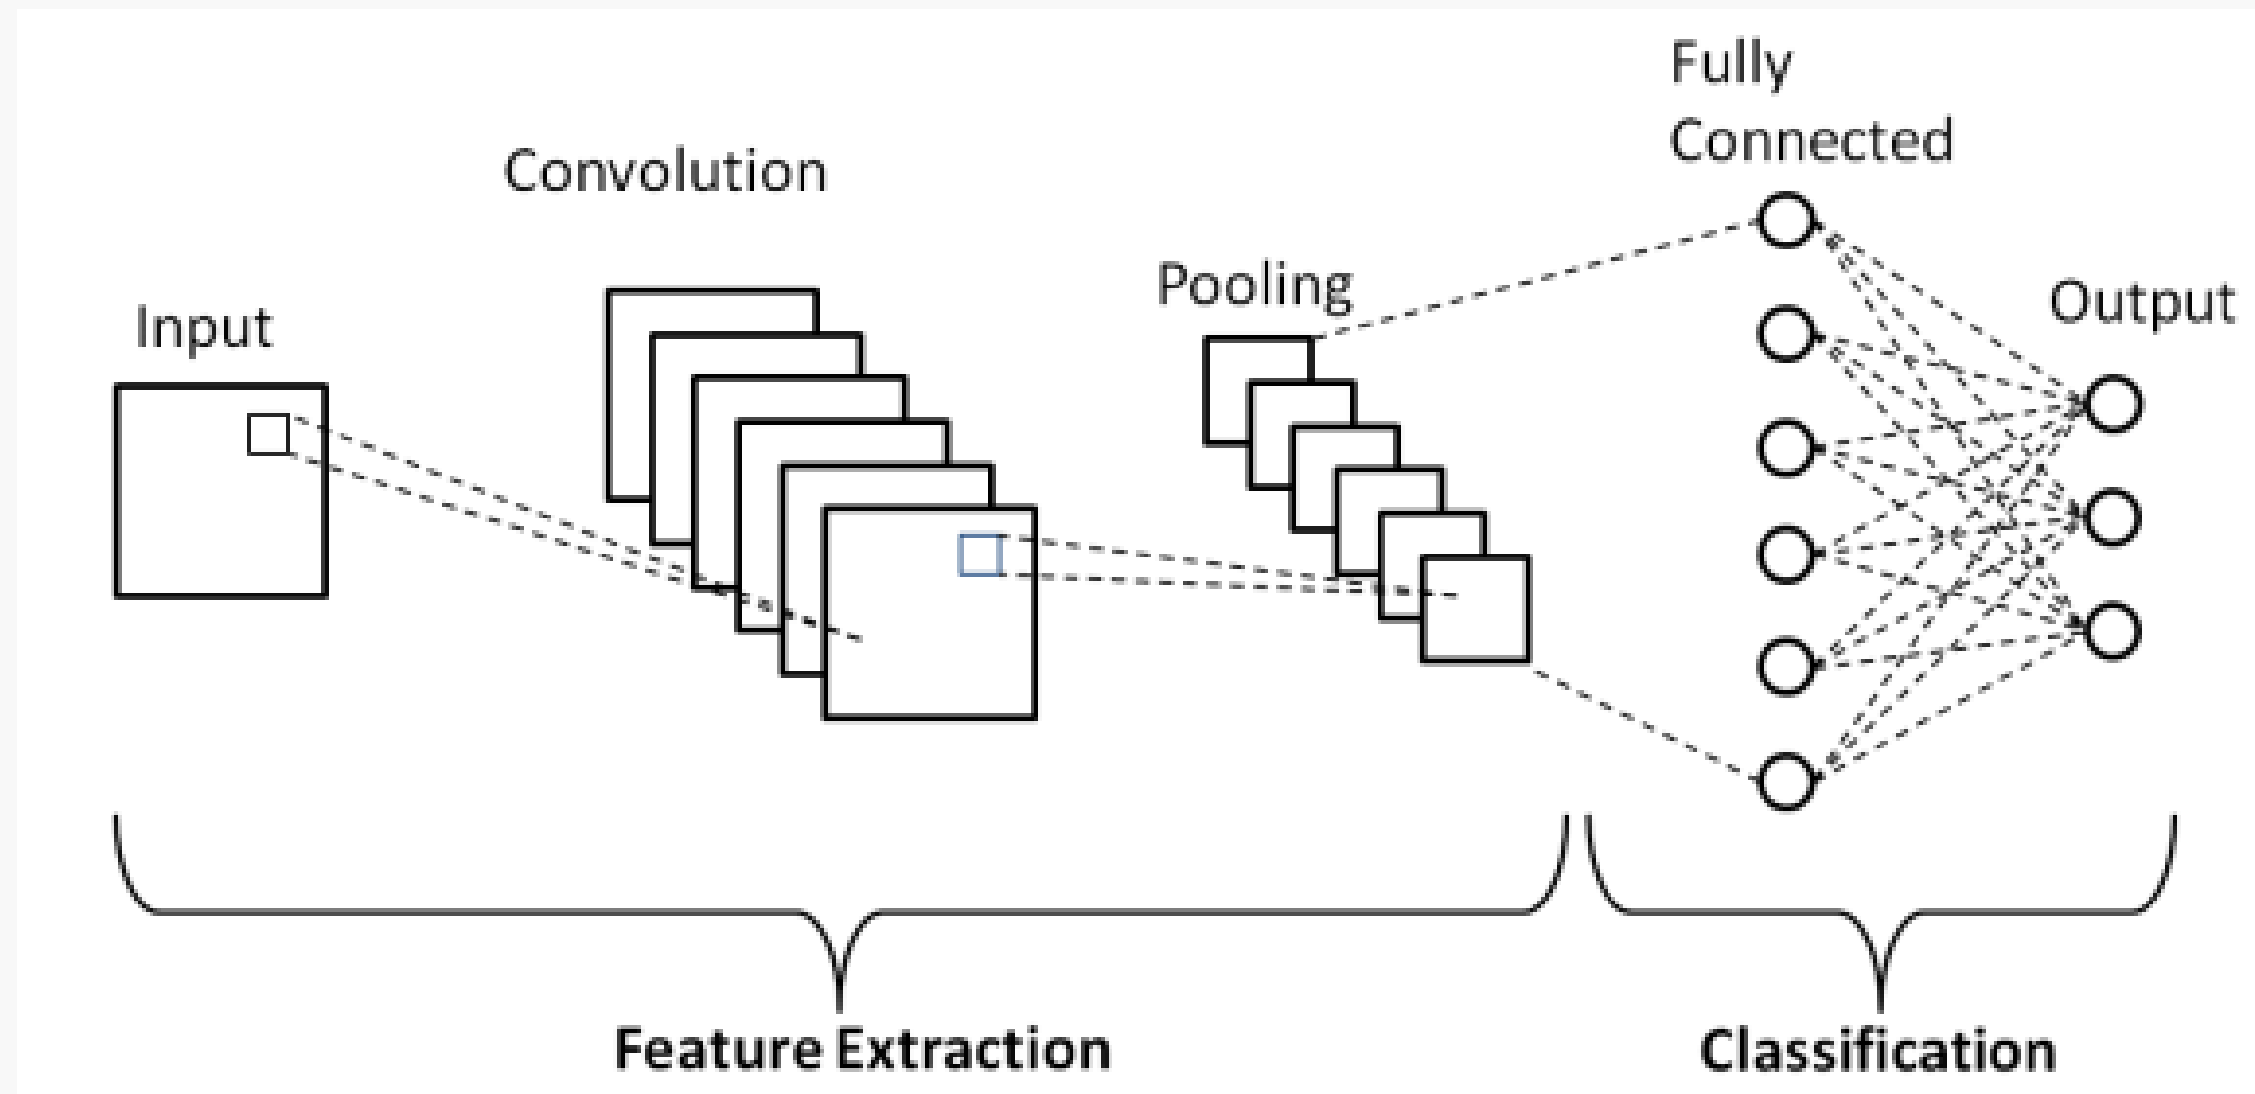 Input
Convolution
Pooling
Fully
Connected
Output
Feature Extraction
Classification